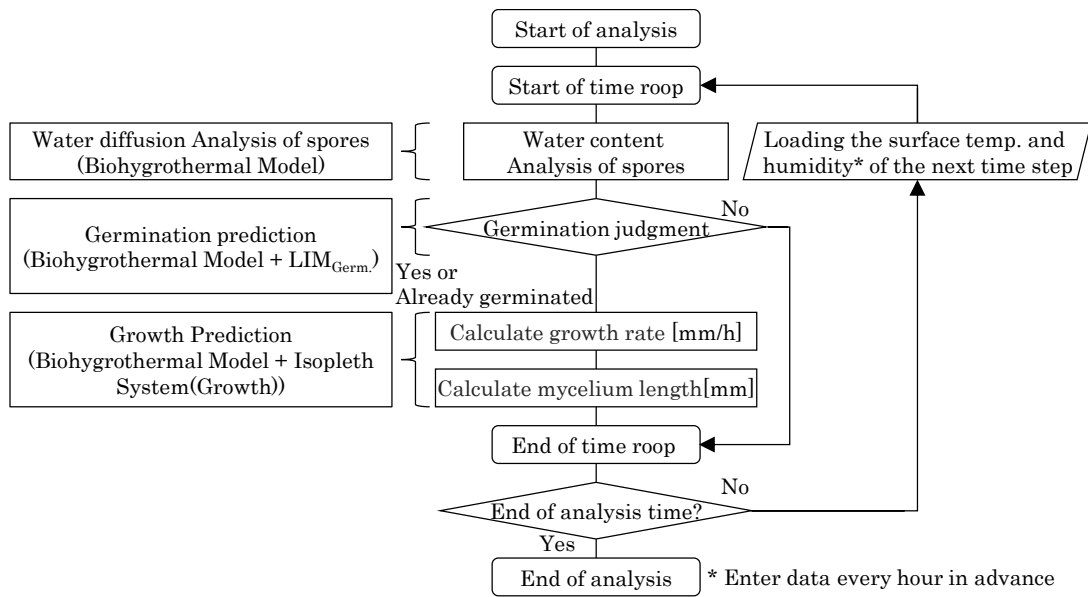 Start of analysis
Start of time roop
Water diffusion Analysis of spores
(Biohygrothermal Model)
Water content
Analysis of spores
Loading the surface temp. and
humidity* of the next time step
No
Germination judgment
Germination prediction
(Biohygrothermal Model + LIMGerm.)
Yes or
Already germinated
Growth Prediction
(Biohygrothermal Model + Isopleth
System(Growth))
Calculate growth rate [mm/h]
Calculate mycelium length[mm]
End of time roop
No
End of analysis time?
Yes
End of analysis
* Enter data every hour in advance